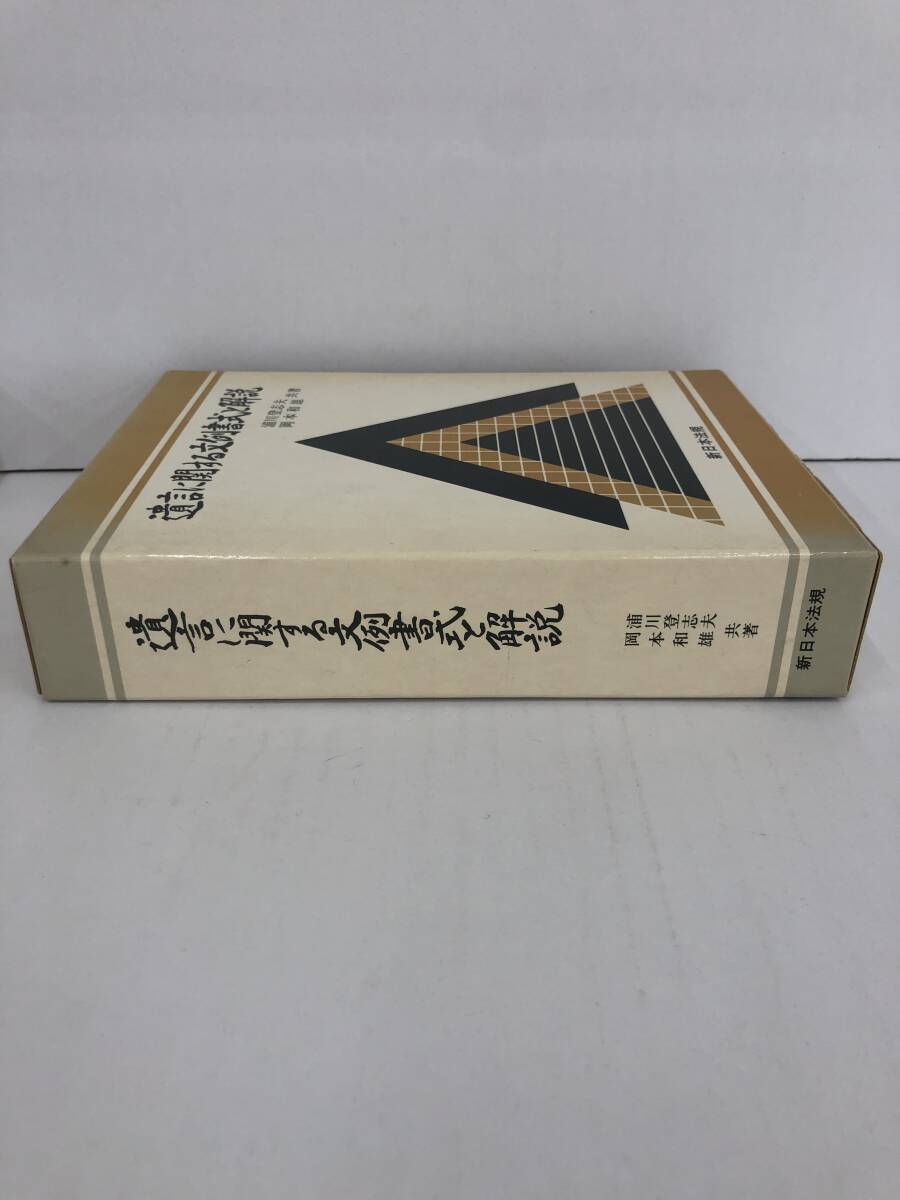 遺言に関する文例書式と解説
浦川登志夫
岡本和雄
共著
新日本法規
遺言に関する文例書式と解説
浦川登志夫
岡本和雄
共著
新日本法規